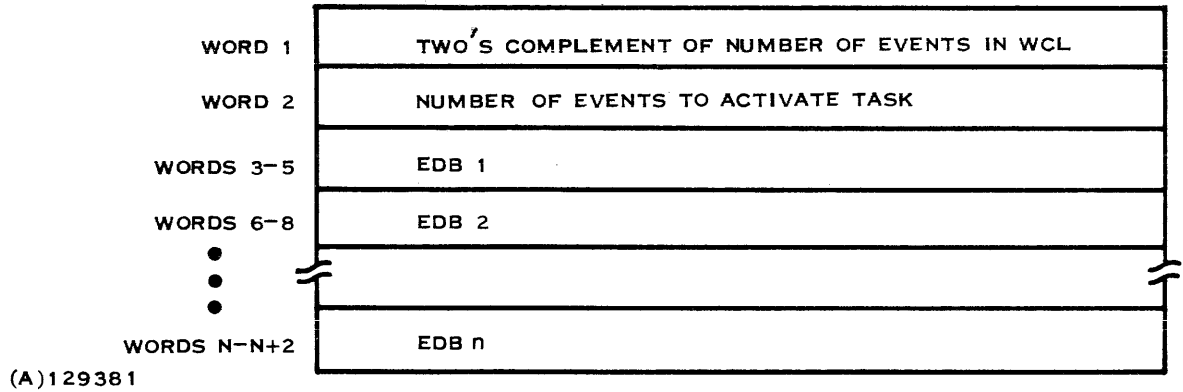 WORD 1 TWO'S COMPLEMENT OF NUMBER OF EVENTS IN WCL
WORD 2 NUMBER OF EVENTS TO ACTIVATE TASK
WORDS 3-5 EDB 1
WORDS 6-8 EDB 2
WORDS N-N+2 EDB n
(A)129381